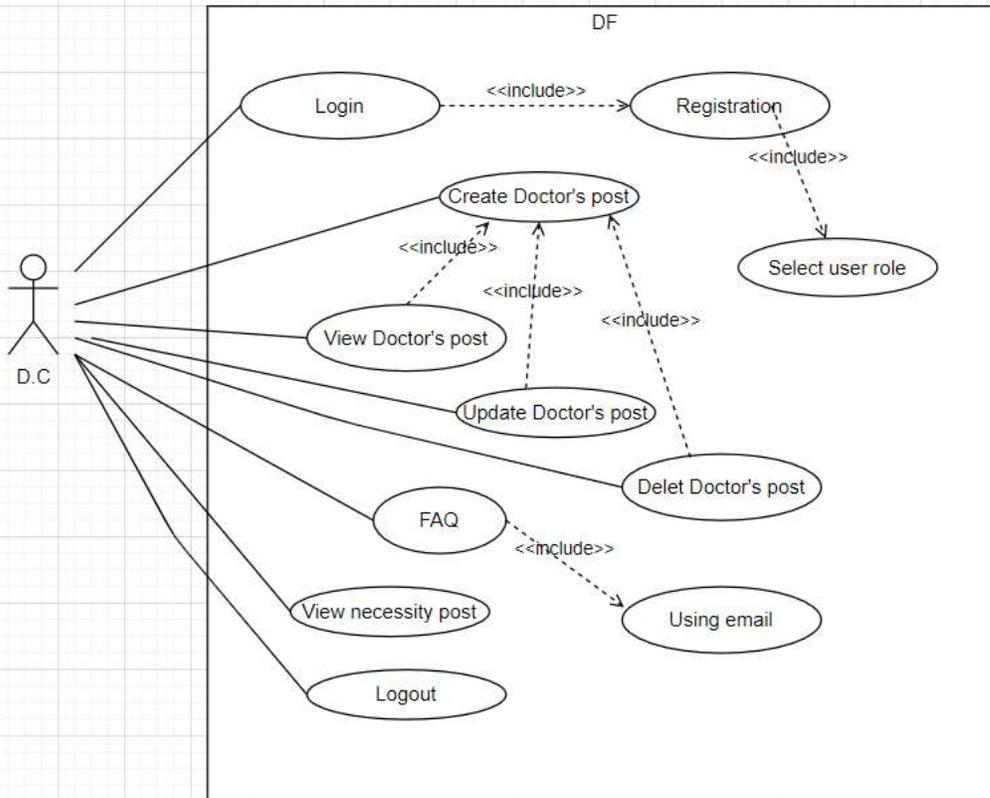 DF
Login
<<include>>
Registration
<<include>>
Create Doctor's post
<<include>>
Select user role
<<include>>
<<include>>
View Doctor's post
D.C
Update Doctor's post
Delet Doctor's post
FAQ
<<include>>
View necessity post
Using email
Logout